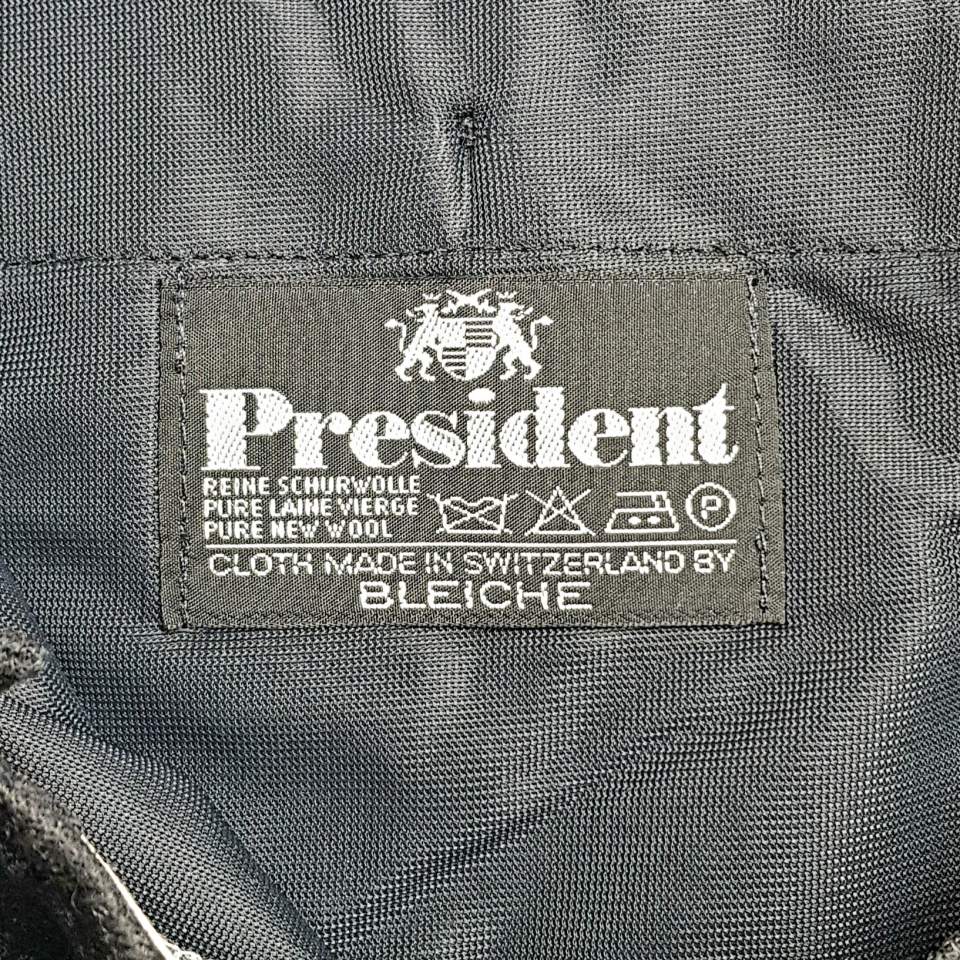 President
REINE SCHURWOLLE
PURE LAINE VIERGE
PURE NEW WOOL
P
CLOTH MADE IN SWITZERLAND BY
BLEICHE